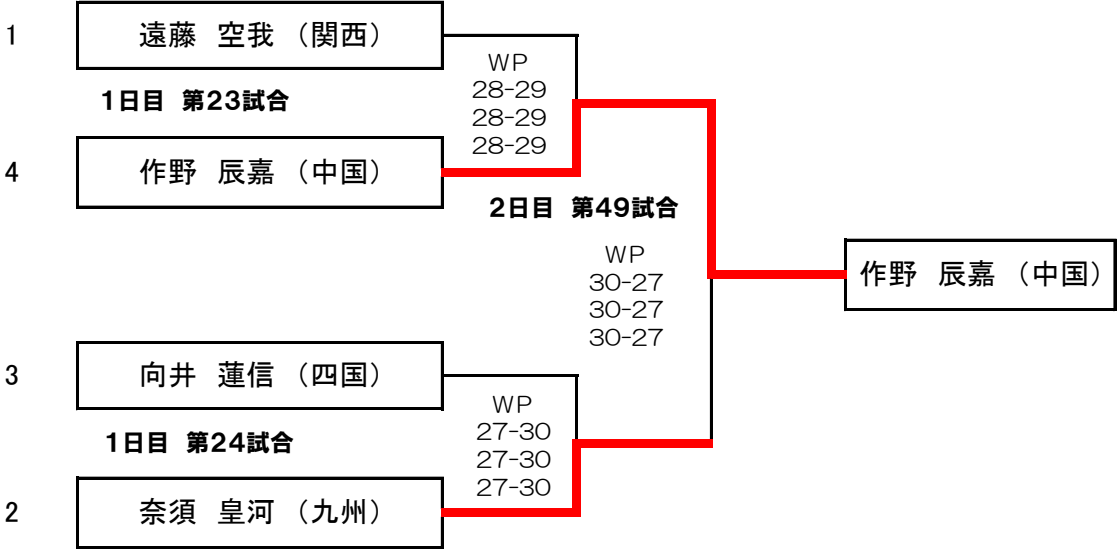 1
遠藤 空我 （関西）
WP
28-29
28-29
28-29
1日目 第23試合
4
作野 辰嘉 （中国）
2日目 第49試合
WP
30-27
30-27
30-27
作野 辰嘉 （中国）
3
向井 蓮信 （四国）
WP
27-30
27-30
27-30
1日目 第24試合
2
奈須 皇河 （九州）